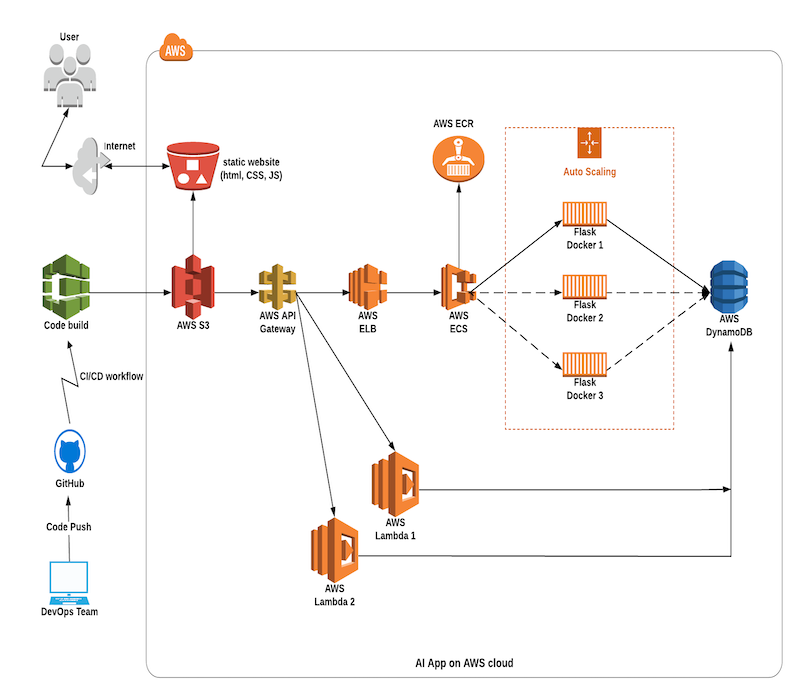 User
AWS
Internet
static website
(html, CSS, JS)
AWS ECR
Auto Scaling
Flask
Docker 1
Code build
AWS S3
AWS API
Gateway
AWS
ELB
AWS
ECS
Flask
Docker 2
AWS
DynamoDB
CI/CD workflow
Flask
Docker 3
GitHub
Code Push
AWS
Lambda 1
DevOps Team
AWS
Lambda 2
AI App on AWS cloud